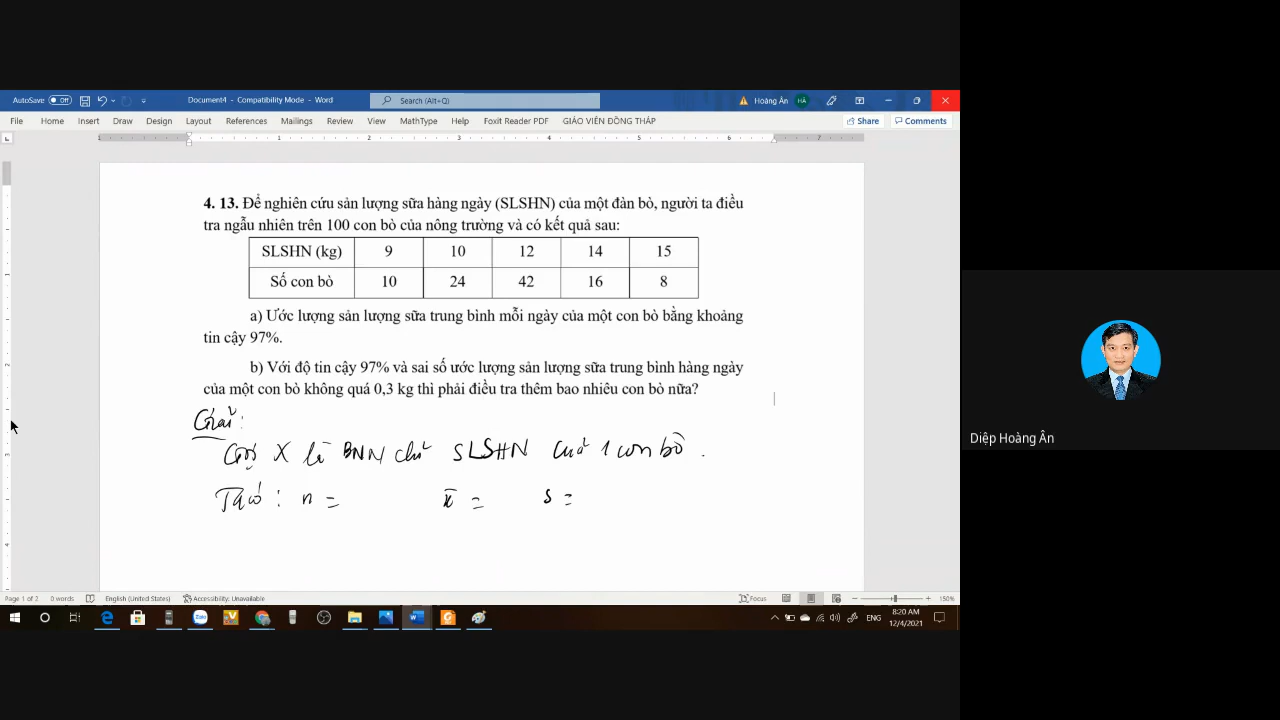 AutoSave Off
Document4 - Compatibility Mode - Word
Search (Alt+Q)
Hoàng Ân HÀ
File Home Insert Draw Design Layout References Mailings Review View MathType Help Foxit Reader PDF GIÁO VIÊN ĐỒNG THÁP Share Comments
4. 13. Để nghiên cứu sản lượng sữa hàng ngày (SLSHN) của một đàn bò, người ta điều
tra ngẫu nhiên trên 100 con bò của nông trường và có kết quả sau:
SLSHN (kg) 9 10 12 14 15
Số con bò 10 24 42 16 8
a) Ước lượng sản lượng sữa trung bình mỗi ngày của một con bò bằng khoảng
tin cậy 97%.
b) Với độ tin cậy 97% và sai số ước lượng sản lượng sữa trung bình hàng ngày
của một con bò không quá 0,3 kg thì phải điều tra thêm bao nhiêu con bò nữa?
Giải:
Gọi X là BNN chỉ SLSHN của 1 con bò.
Ta có: n = x̄ = s =
Diệp Hoàng Ân
Page 1 of 2 0 words English (United States) Accessibility: Unavailable Focus 150%
Zalo
ENG
8:20 AM
12/4/2021